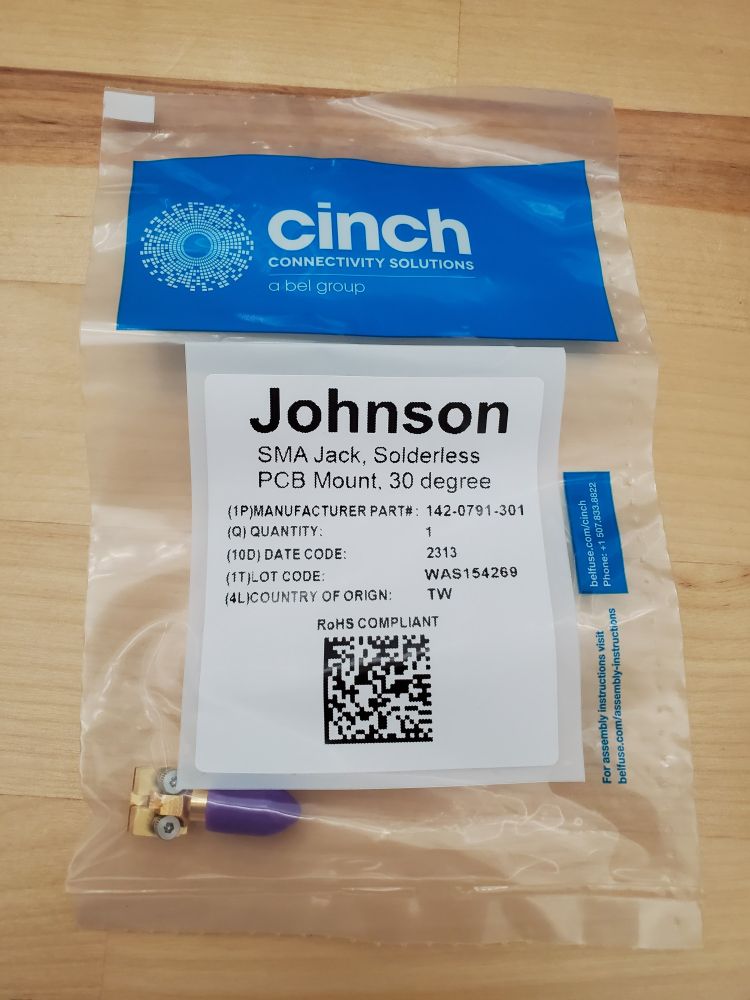 cinch
CONNECTIVITY SOLUTIONS
a bel group
Johnson
SMA Jack, Solderless
PCB Mount, 30 degree
(1P)MANUFACTURER PART#: 142-0791-301
(Q) QUANTITY: 1
(10D) DATE CODE: 2313
(1T)LOT CODE: WAS154269
(4L)COUNTRY OF ORIGN: TW
RoHS COMPLIANT
belfuse.com/cinch
Phone: +1 507.833.8822
For assembly instructions visit
belfuse.com/assembly-instructions